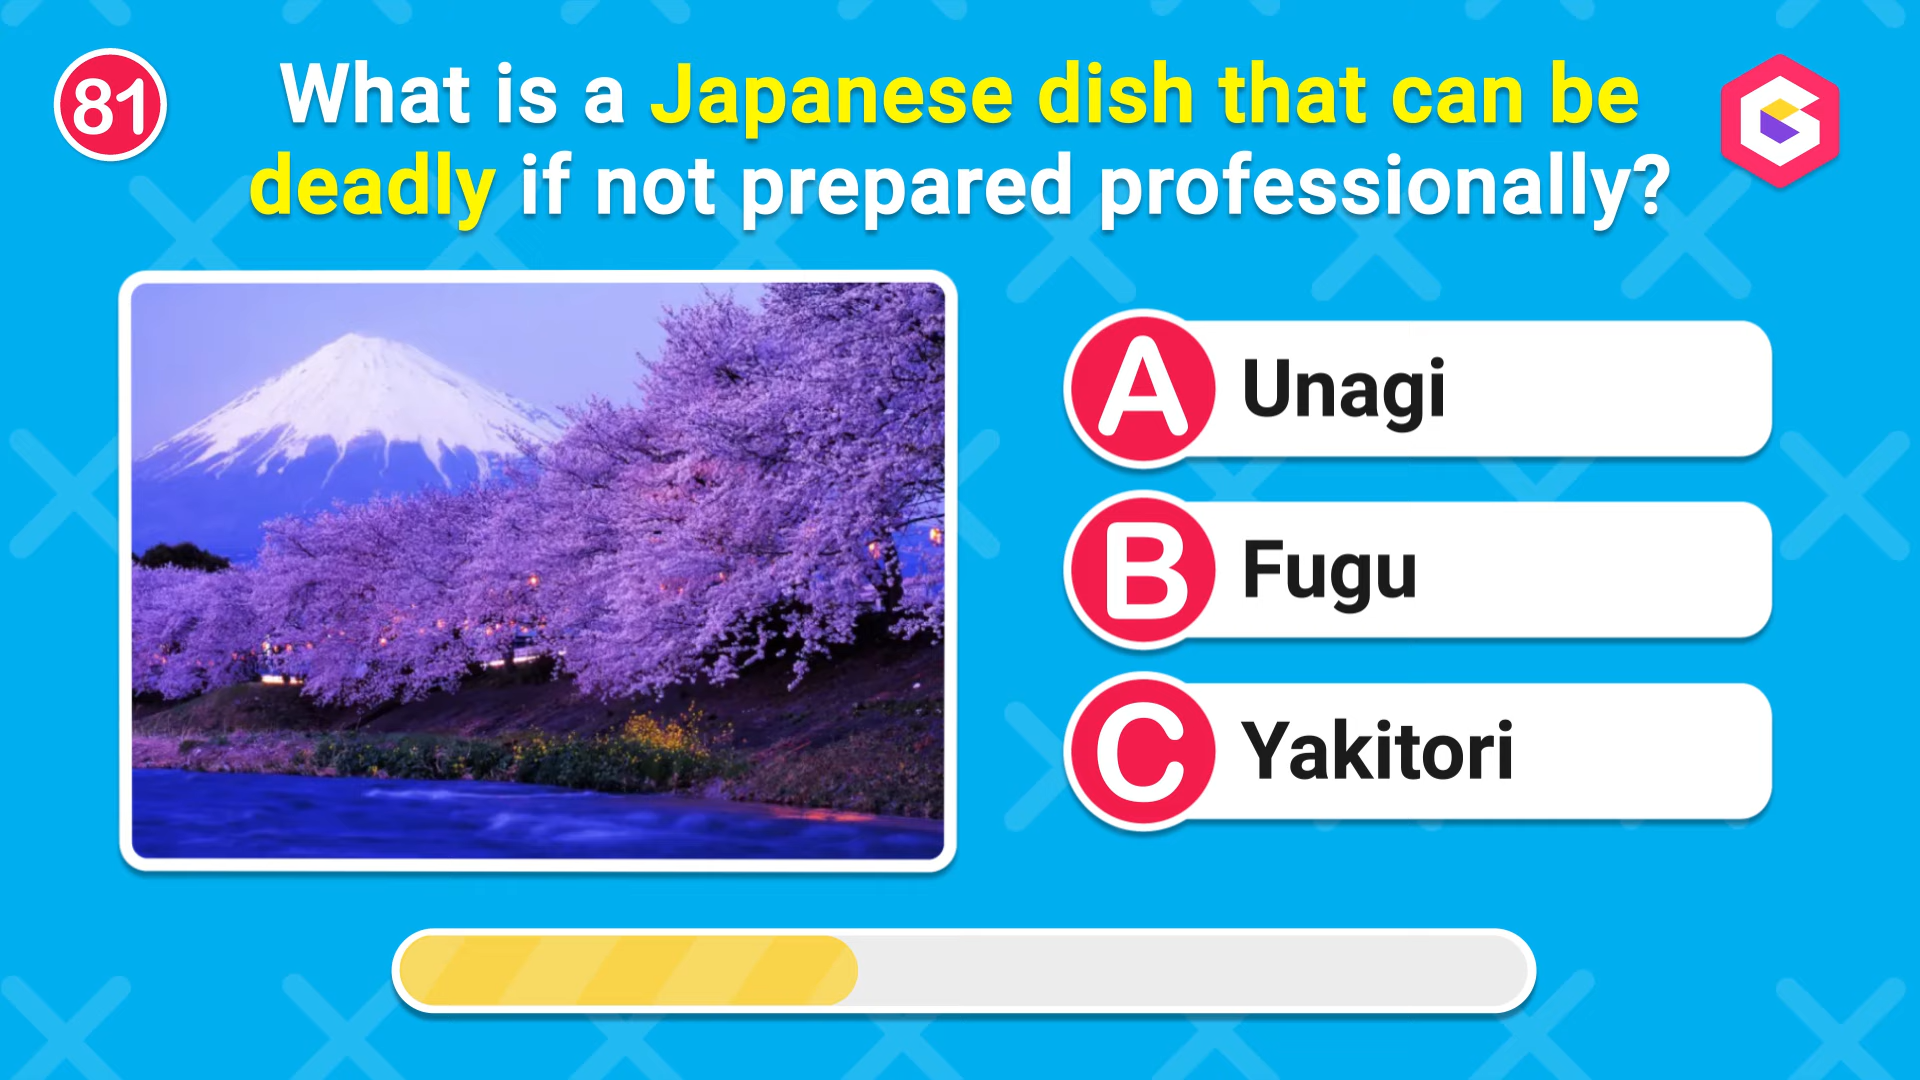 81
What is a Japanese dish that can be
deadly if not prepared professionally?
A Unagi
B Fugu
C Yakitori